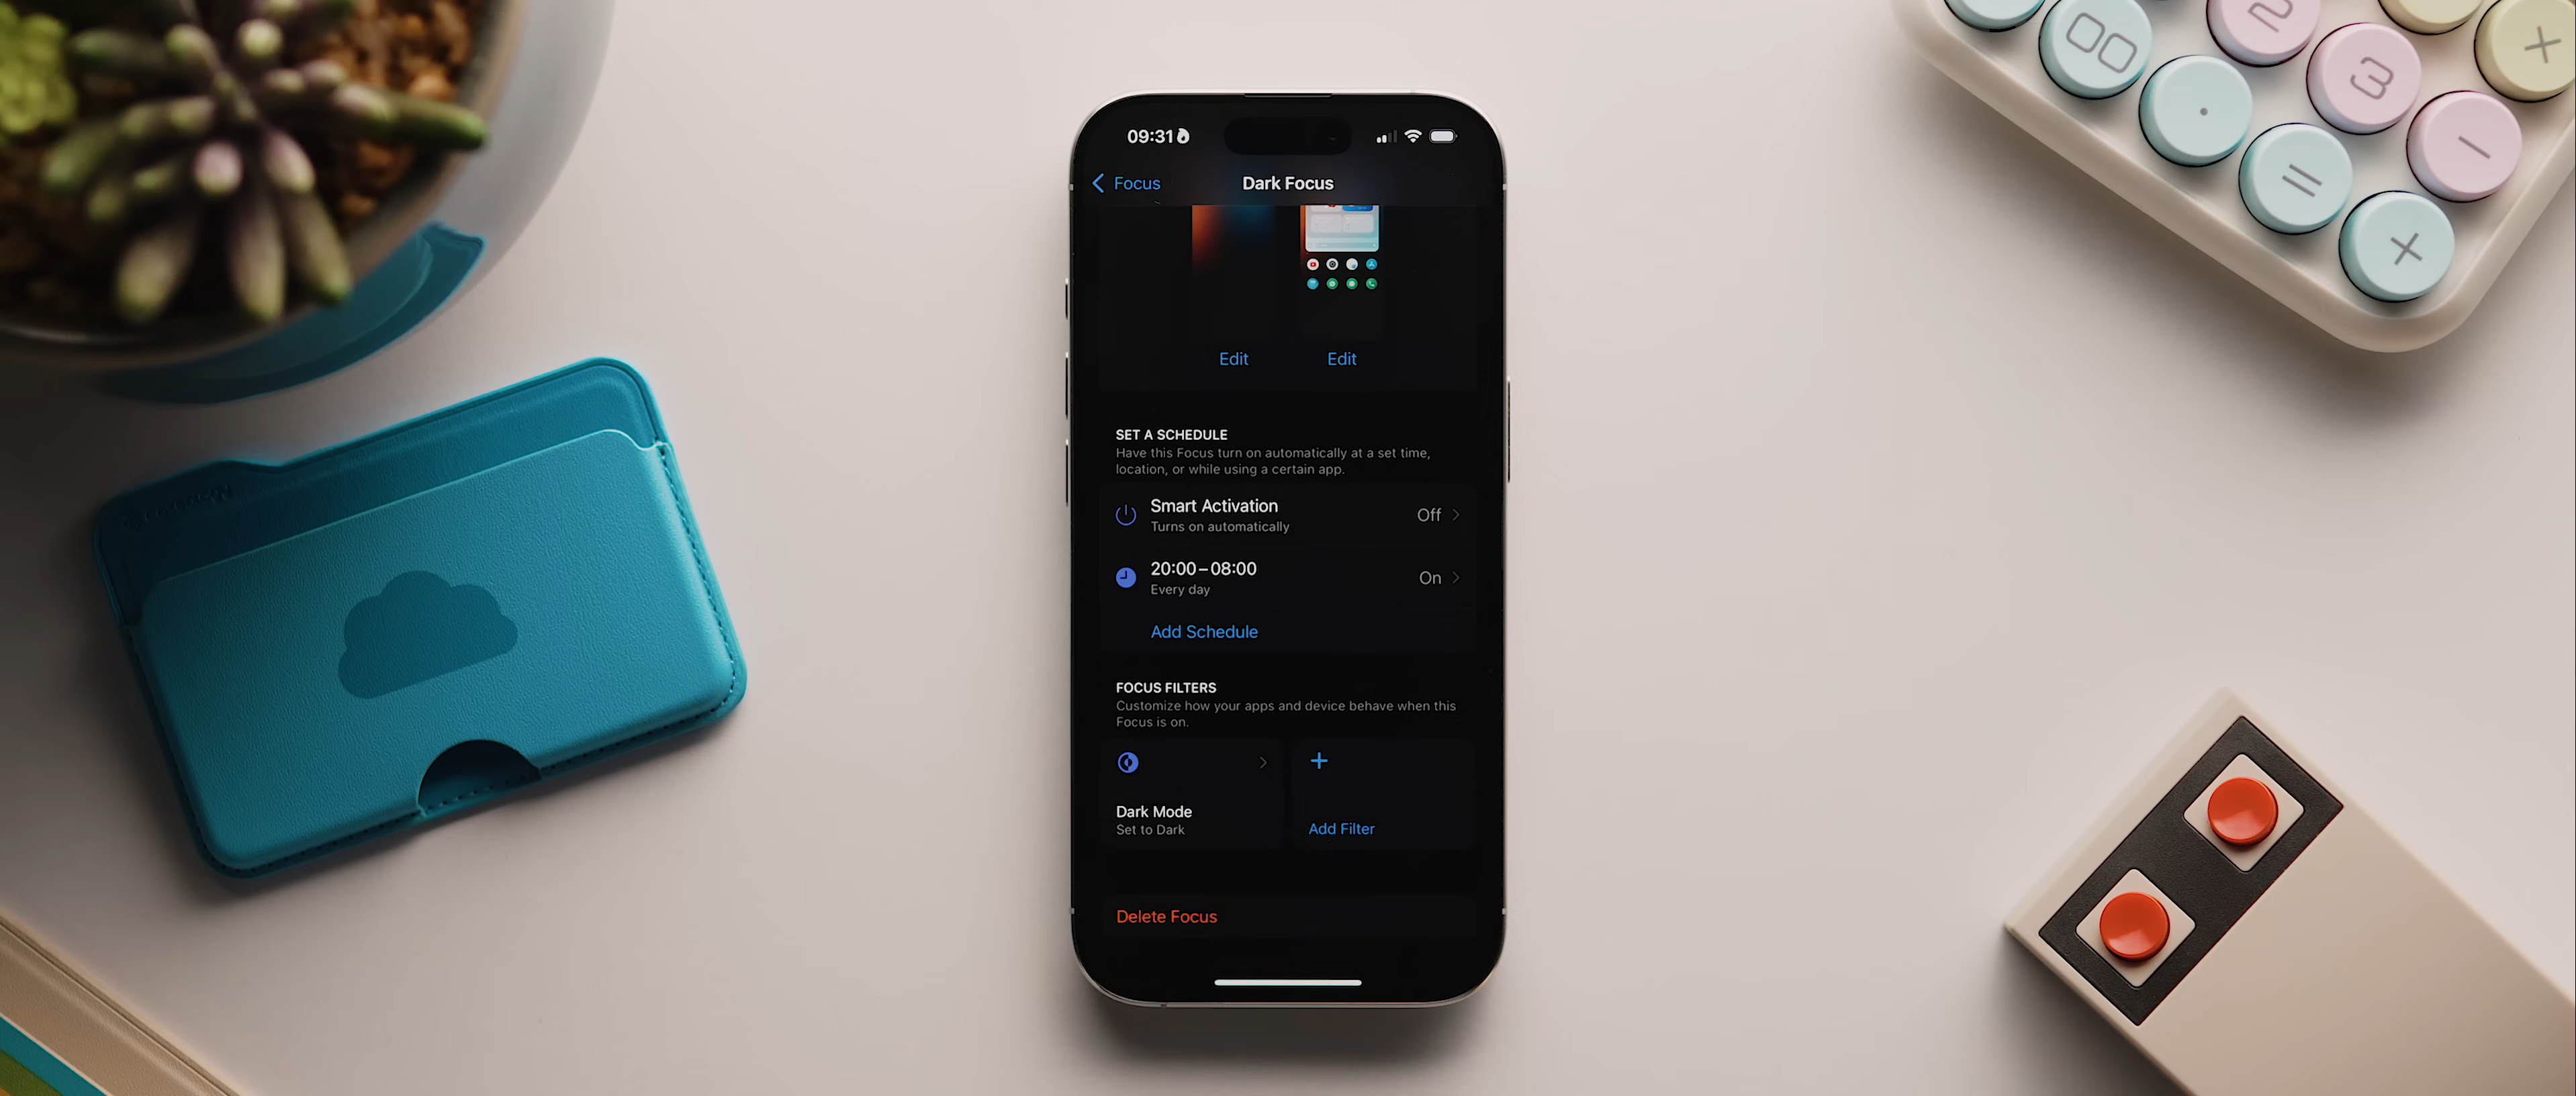 09:31
Focus
Dark Focus
Edit
Edit
SET A SCHEDULE
Have this Focus turn on automatically at a set time,
location, or while using a certain app.
Smart Activation
Off
Turns on automatically
20:00–08:00
On
Every day
Add Schedule
FOCUS FILTERS
Customize how your apps and device behave when this
Focus is on.
Dark Mode
Set to Dark
+
Add Filter
Delete Focus
00
2
+
.
3
=
−
+